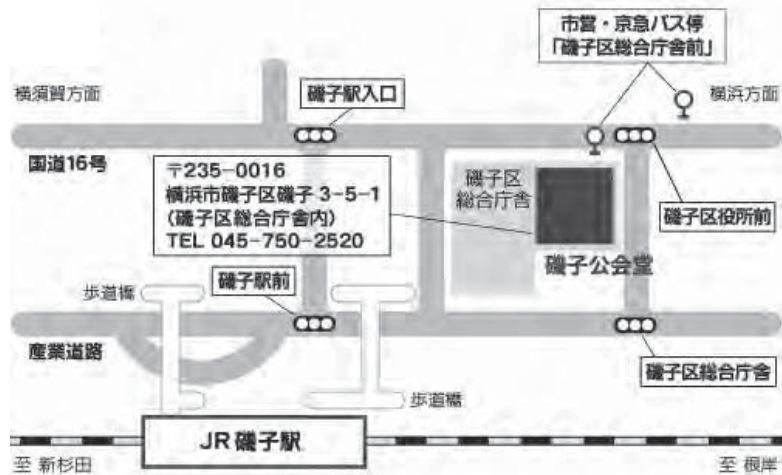 市営・京急バス停
「磯子区総合庁舎前」
横須賀方面
磯子駅入口
横浜方面
国道16号
〒235-0016
横浜市磯子区磯子 3-5-1
(磯子区総合庁舎内)
TEL 045-750-2520
磯子区
総合庁舎
磯子区役所前
磯子公会堂
磯子駅前
歩道橋
産業道路
磯子区総合庁舎
歩道橋
JR磯子駅
至 新杉田
至 根岸